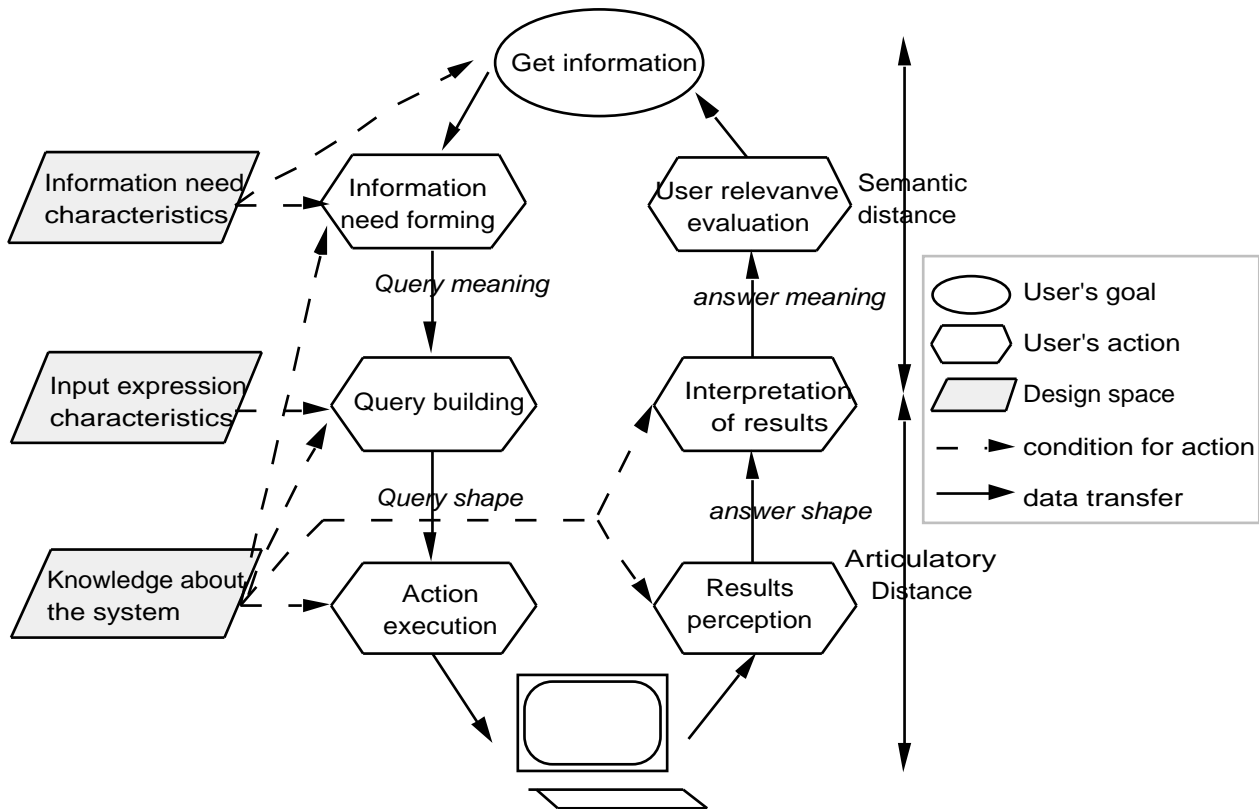 Get information
Information need
characteristics
Information
need forming
User relevanve
evaluation
Semantic
distance
Query meaning
answer meaning
User's goal
User's action
Design space
condition for action
data transfer
Input expression
characteristics
Query building
Interpretation
of results
Query shape
answer shape
Articulatory
Distance
Knowledge about
the system
Action
execution
Results
perception